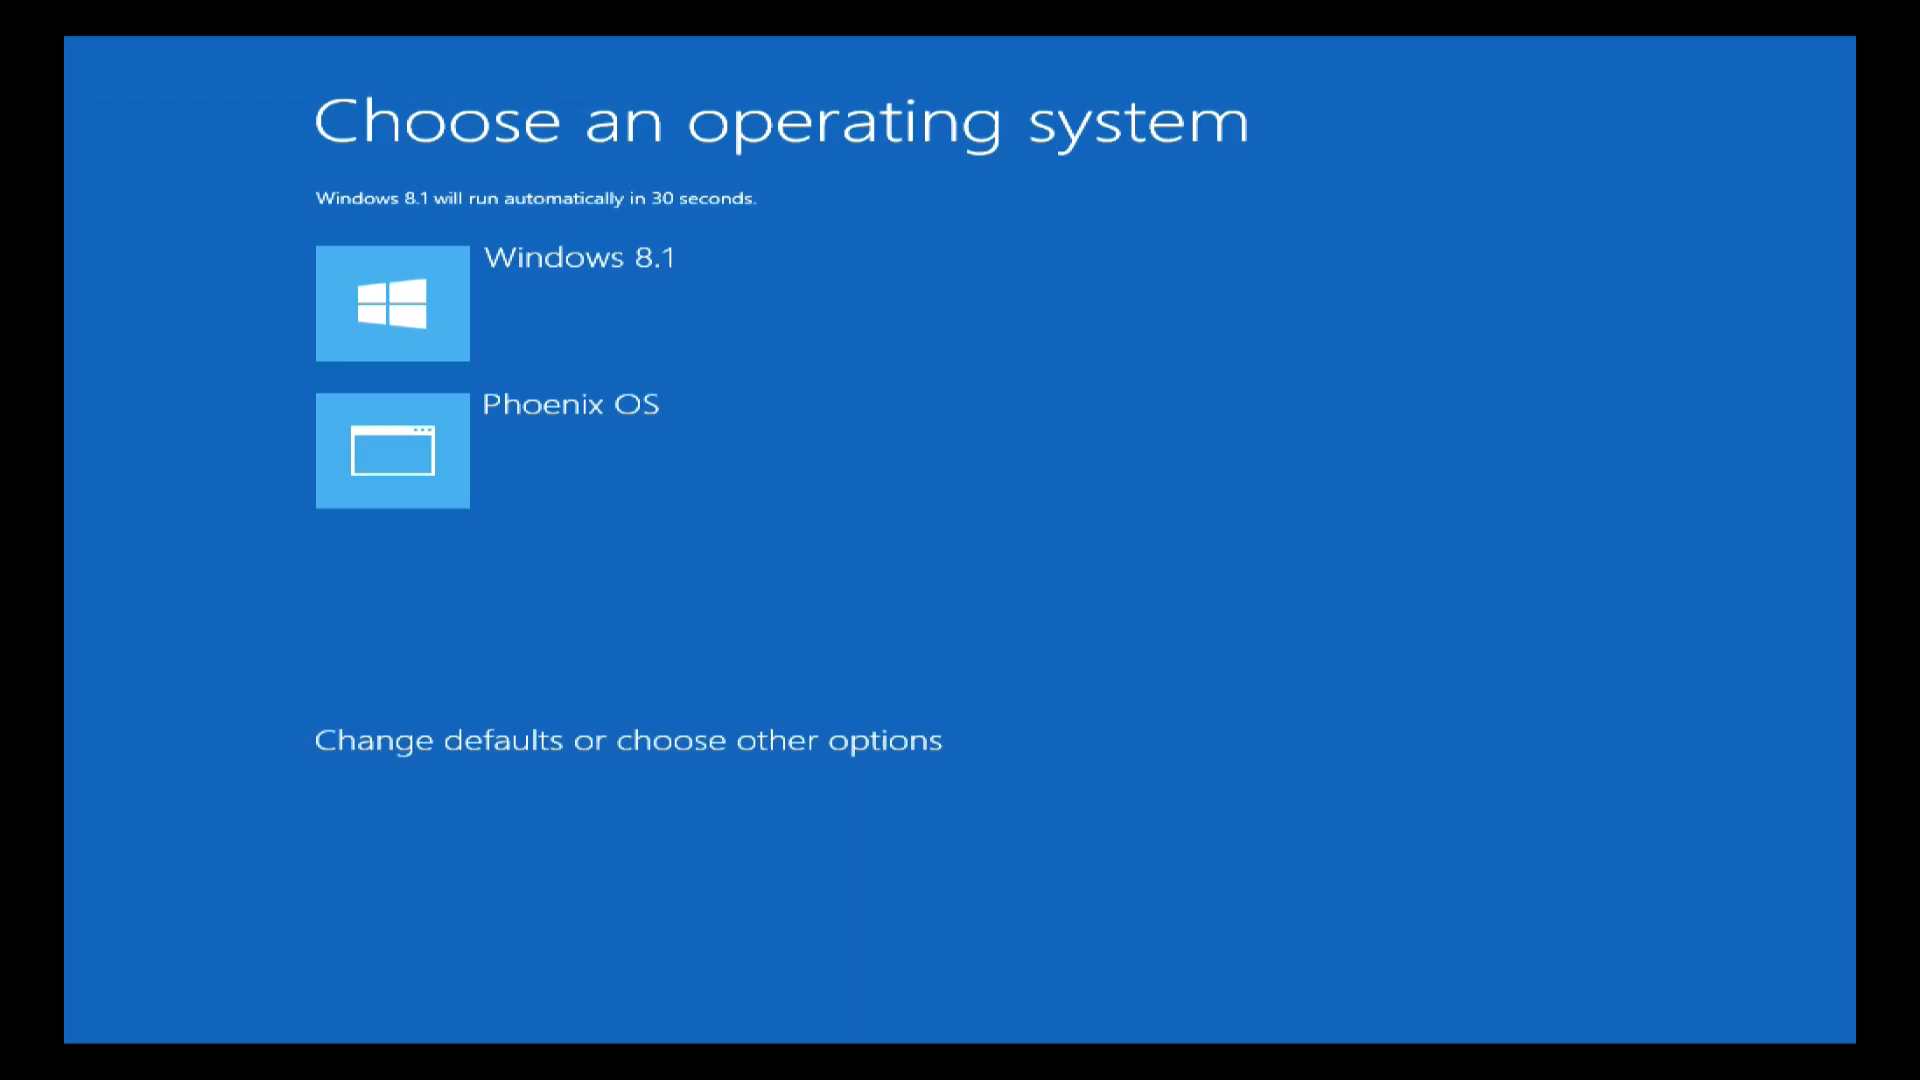 Choose an operating system
Windows 8.1 will run automatically in 30 seconds.
Windows 8.1
Phoenix OS
Change defaults or choose other options